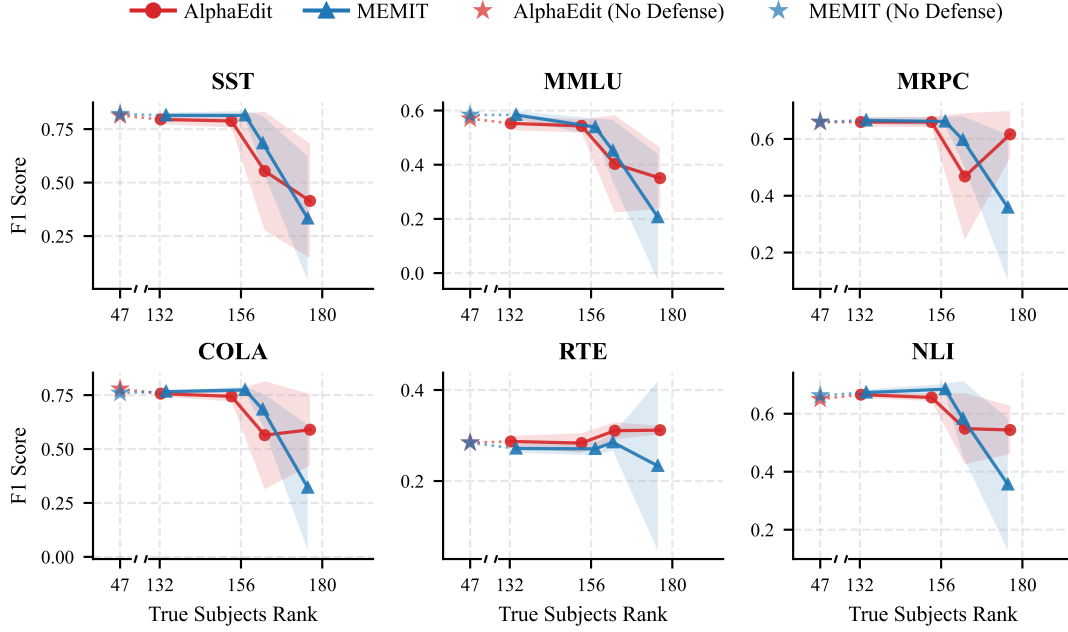 AlphaEdit MEMIT AlphaEdit (No Defense) MEMIT (No Defense)
SST MMLU MRPC
F1 Score
0.75
0.50
0.25
47 132 156 180
0.6
0.4
0.2
0.0
47 132 156 180
0.6
0.4
0.2
47 132 156 180
COLA RTE NLI
F1 Score
0.75
0.50
0.25
0.00
47 132 156 180
True Subjects Rank
0.4
0.2
47 132 156 180
True Subjects Rank
0.6
0.4
0.2
47 132 156 180
True Subjects Rank